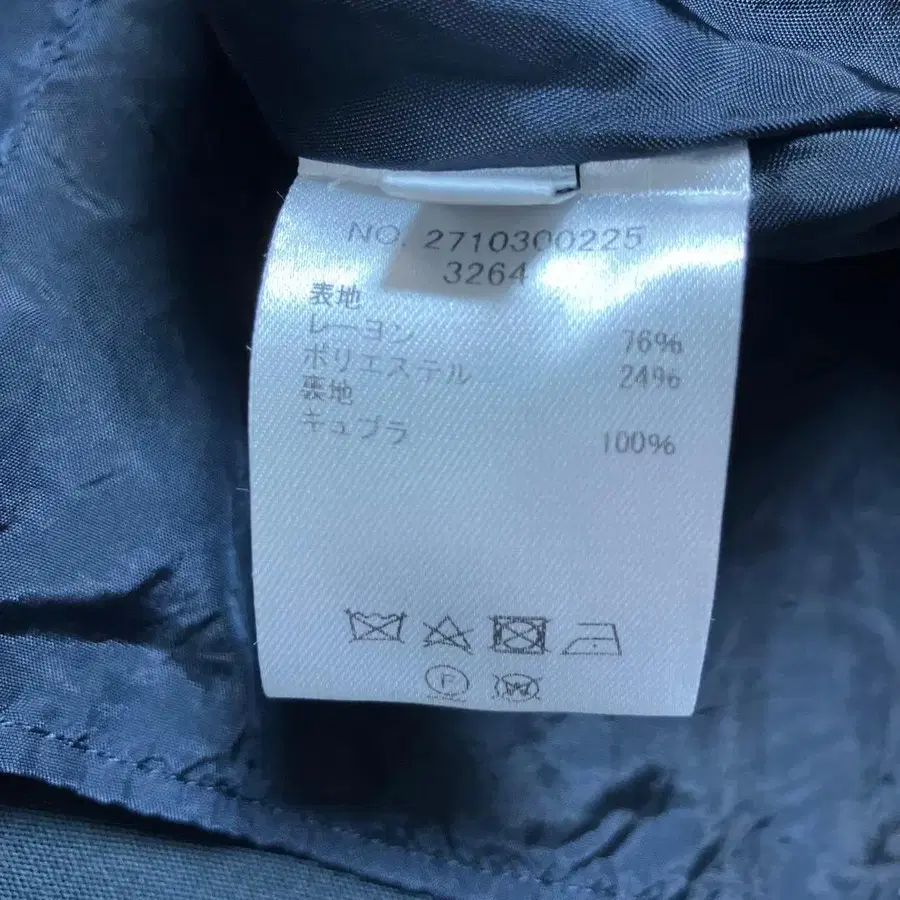 NO. 2710300225
3264
表地
レーヨン 76%
ポリエステル 24%
裏地
キュプラ 100%
F W